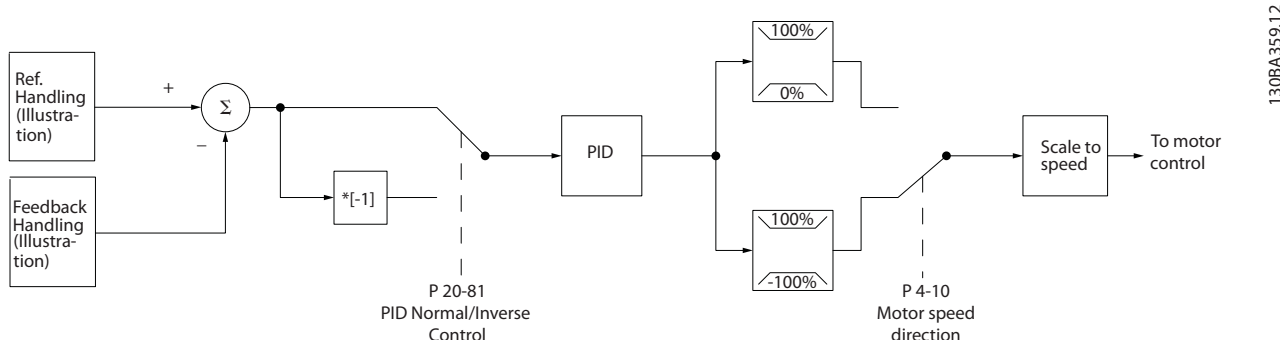 Ref.
Handling
(Illustra-
tion)
+
Σ
_
Feedback
Handling
(Illustra-
tion)
*[-1]
P 20-81
PID Normal/Inverse
Control
PID
100%
0%
100%
-100%
P 4-10
Motor speed
direction
Scale to
speed
To motor
control
130BA359.12